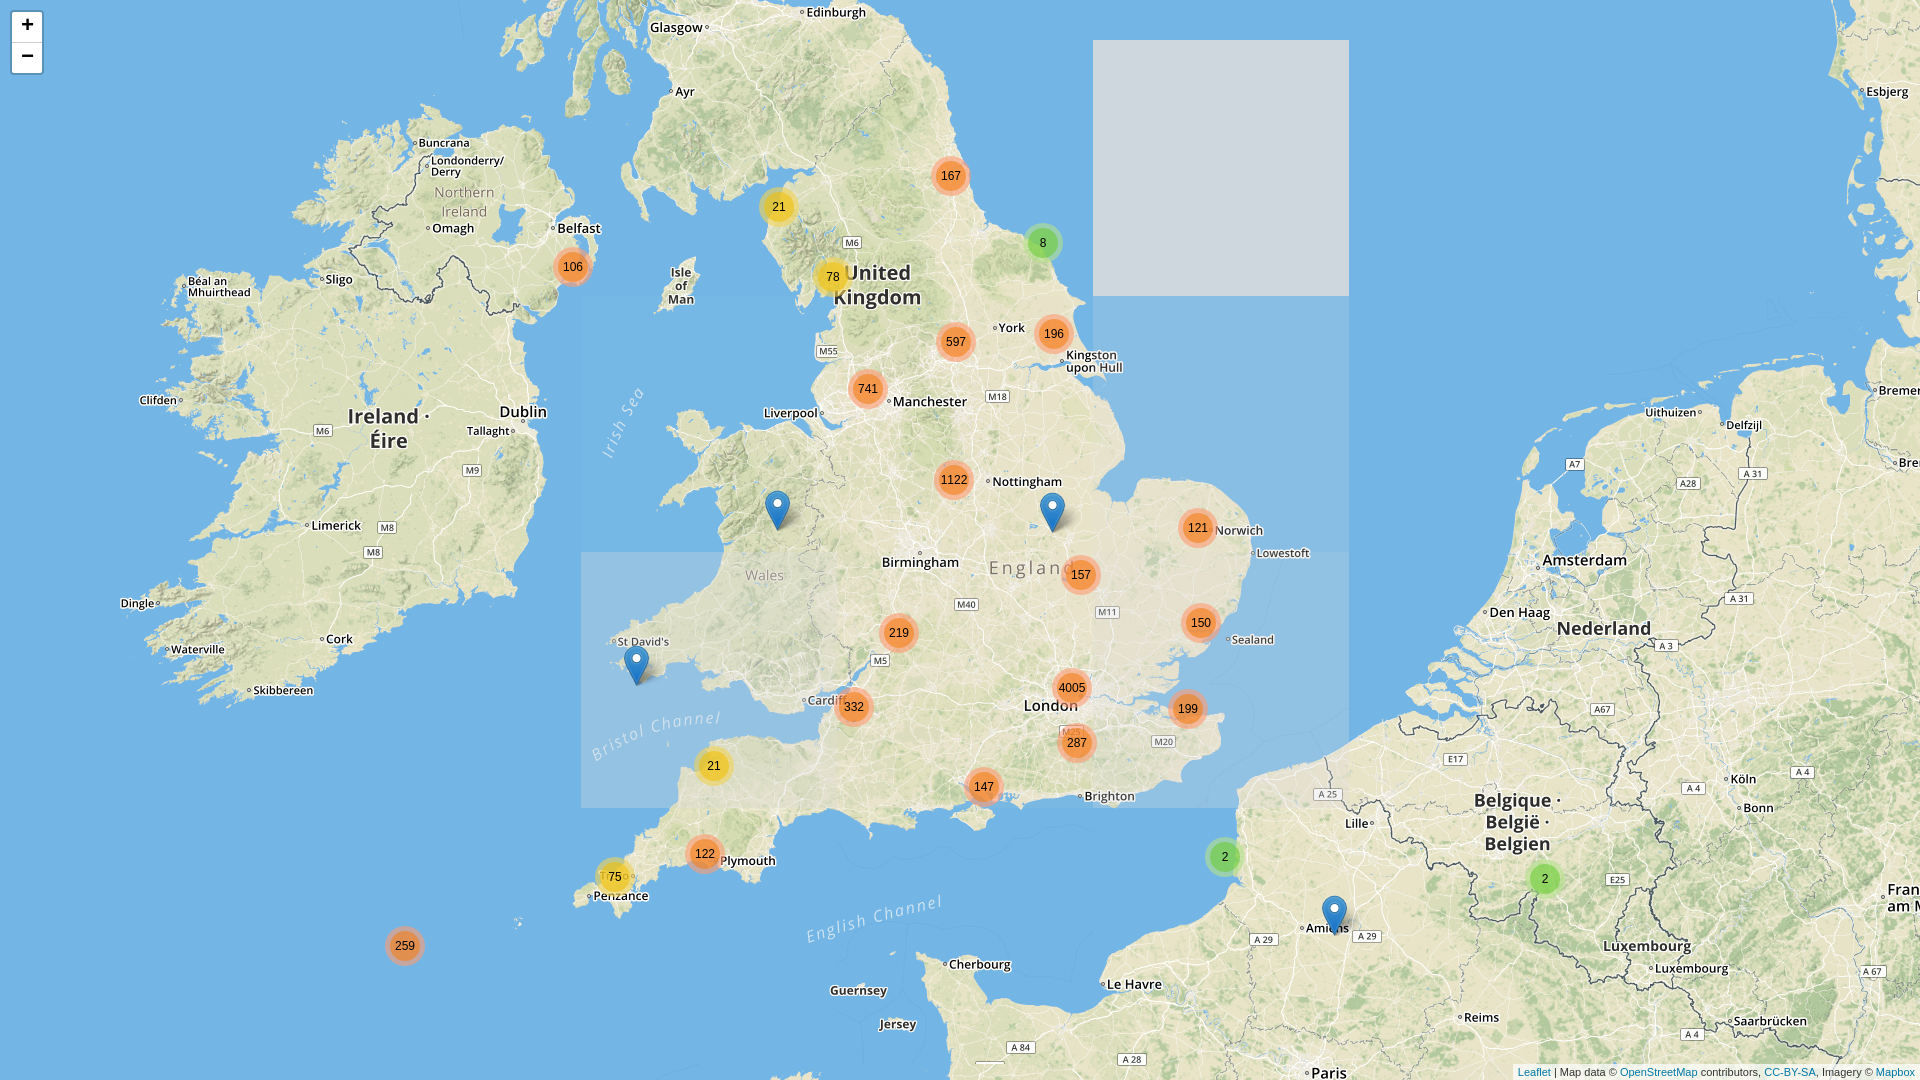 +
−
Edinburgh
Glasgow
Ayr
Esbjerg
Buncrana
Londonderry/
Derry
Northern
Ireland
Omagh
Belfast
167
21
M6
8
106
78
United
Kingdom
Isle
of
Man
Sligo
Béal an
Mhuirthead
York
196
597
M55
Kingston
upon Hull
741
Manchester
M18
Liverpool
Irish Sea
Clifden
Ireland ·
Éire
Dublin
Tallaght
M6
M9
Uithuizen
Delfzijl
Bremer
Bre
A7
A 31
A28
1122
Nottingham
Limerick
M8
M8
121
Norwich
Lowestoft
Birmingham
England
157
Wales
Amsterdam
A 31
Dingle
M40
M11
Den Haag
Nederland
219
150
Sealand
Cork
Waterville
St David's
M5
A 3
Skibbereen
4005
London
Cardiff
332
199
A67
Bristol Channel
M25
287
M20
E17
21
147
Brighton
A 25
Köln
A 4
A 4
Bonn
Belgique ·
België ·
Belgien
Lille
122
Plymouth
2
75
Penzance
2
E25
Fran
am M
English Channel
Amiens
A 29
A 29
259
Luxembourg
Luxembourg
A 67
Cherbourg
Guernsey
Le Havre
Jersey
Reims
Saarbrücken
A 84
A 28
A 4
Paris
Leaflet | Map data © OpenStreetMap contributors, CC-BY-SA, Imagery © Mapbox